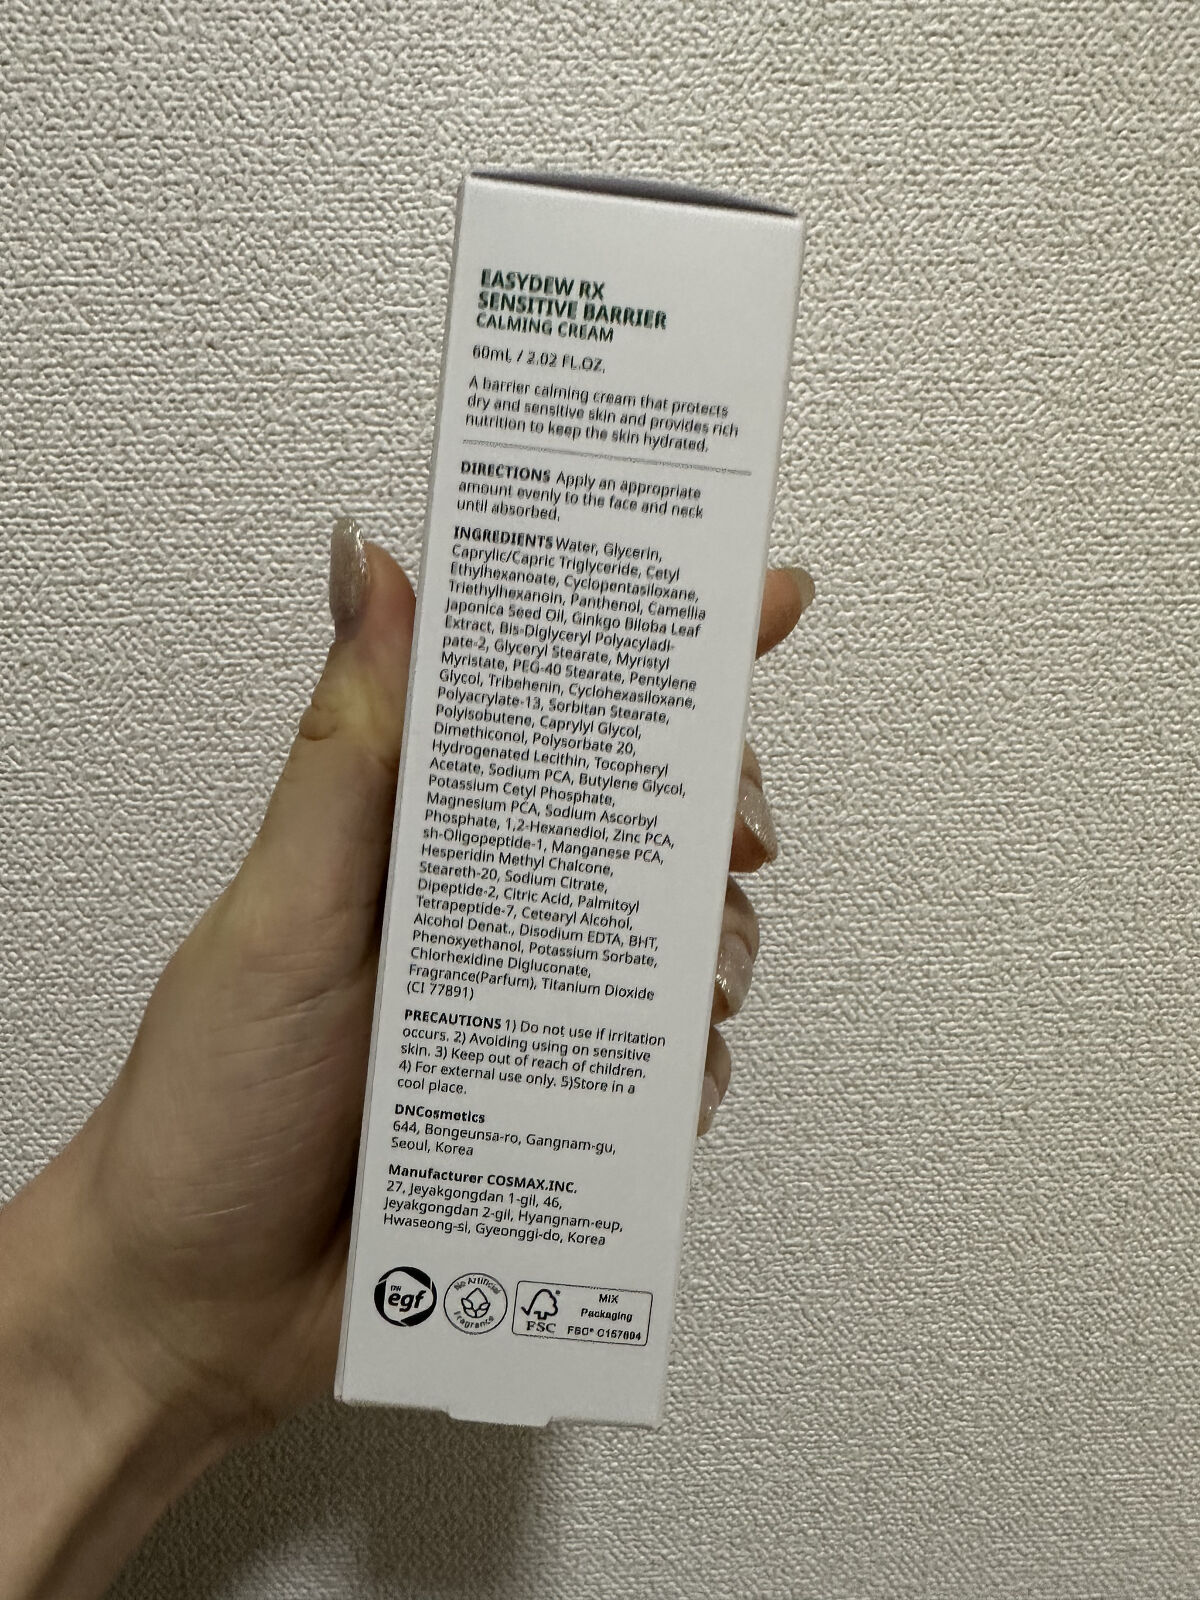 EASYDEW RX
SENSITIVE BARRIER
CALMING CREAM
60mL / 2.02 FL.OZ.
A barrier calming cream that protects
dry and sensitive skin and provides rich
nutrition to keep the skin hydrated.
DIRECTIONS Apply an appropriate
amount evenly to the face and neck
until absorbed.
INGREDIENTS Water, Glycerin,
Caprylic/Capric Triglyceride, Cetyl
Ethylhexanoate, Cyclopentasiloxane,
Triethylhexanoin, Panthenol, Camellia
Japonica Seed Oil, Ginkgo Biloba Leaf
Extract, Bis-Diglyceryl Polyacyladi-
pate-2, Glyceryl Stearate, Myristyl
Myristate, PEG-40 Stearate, Pentylene
Glycol, Tribehenin, Cyclohexasiloxane,
Polyacrylate-13, Sorbitan Stearate,
Polyisobutene, Caprylyl Glycol,
Dimethiconol, Polysorbate 20,
Hydrogenated Lecithin, Tocopheryl
Acetate, Sodium PCA, Butylene Glycol,
Potassium Cetyl Phosphate,
Magnesium PCA, Sodium Ascorbyl
Phosphate, 1,2-Hexanediol, Zinc PCA,
sh-Oligopeptide-1, Manganese PCA,
Hesperidin Methyl Chalcone,
Steareth-20, Sodium Citrate,
Dipeptide-2, Citric Acid, Palmitoyl
Tetrapeptide-7, Cetearyl Alcohol,
Alcohol Denat., Disodium EDTA, BHT,
Phenoxyethanol, Potassium Sorbate,
Chlorhexidine Digluconate,
Fragrance(Parfum), Titanium Dioxide
(CI 77891)
PRECAUTIONS 1) Do not use if irritation
occurs. 2) Avoiding using on sensitive
skin. 3) Keep out of reach of children.
4) For external use only. 5)Store in a
cool place.
DNCosmetics
644, Bongeunsa-ro, Gangnam-gu,
Seoul, Korea
Manufacturer COSMAX.INC.
27, Jeyakgongdan 1-gil, 46,
Jeyakgongdan 2-gil, Hyangnam-eup,
Hwaseong-si, Gyeonggi-do, Korea
DW
egf
No Artificial
Fragrance
FSC
MIX
Packaging
FSC® C157804